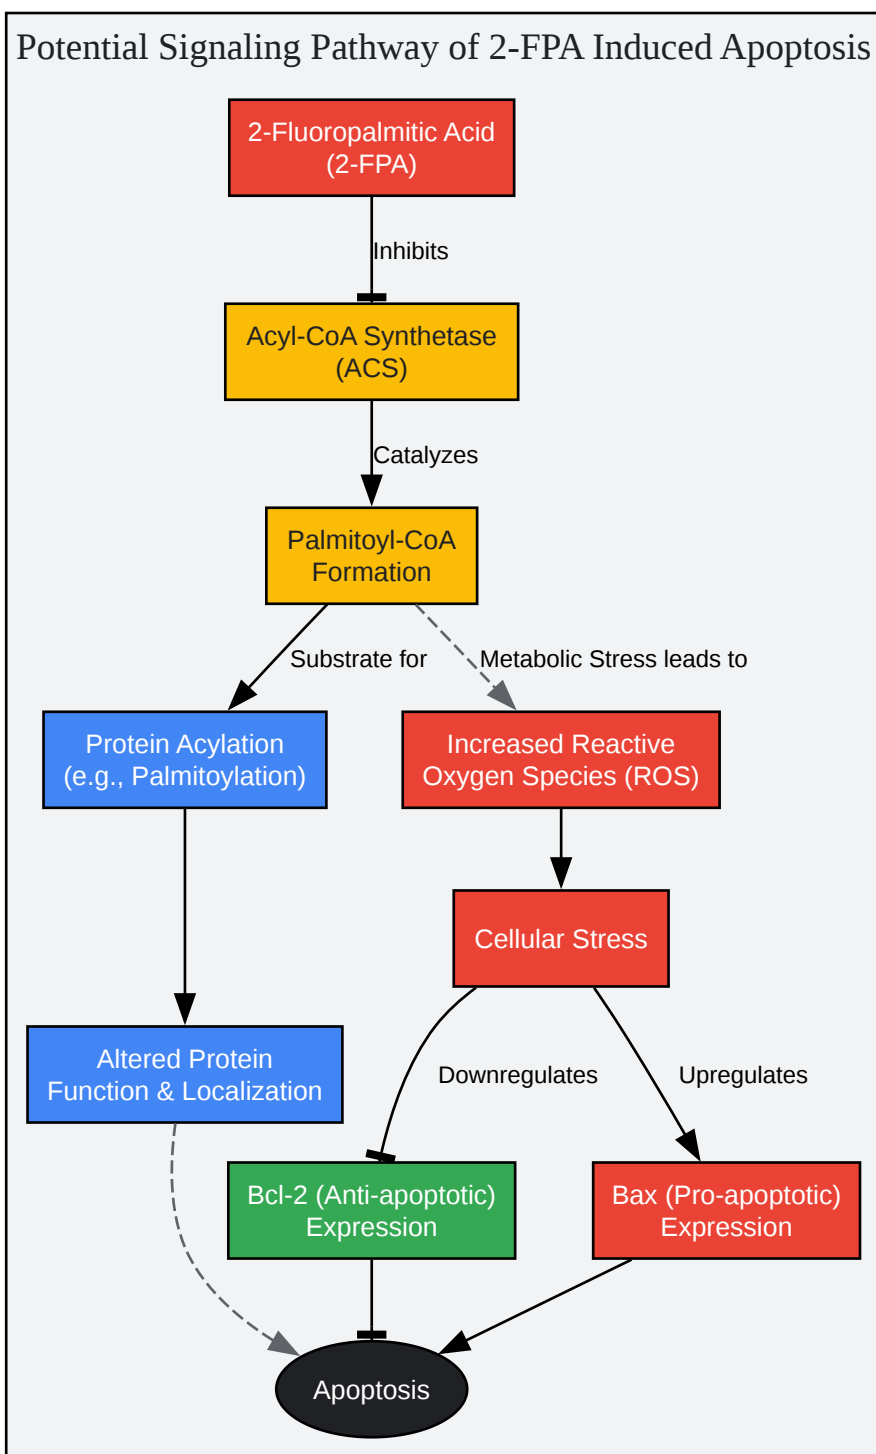 Potential Signaling Pathway of 2-FPA Induced Apoptosis
2-Fluoropalmitic Acid
(2-FPA)
Inhibits
Acyl-CoA Synthetase
(ACS)
Catalyzes
Palmitoyl-CoA
Formation
Substrate for
Metabolic Stress leads to
Protein Acylation
(e.g., Palmitoylation)
Increased Reactive
Oxygen Species (ROS)
Cellular Stress
Altered Protein
Function & Localization
Downregulates
Upregulates
Bcl-2 (Anti-apoptotic)
Expression
Bax (Pro-apoptotic)
Expression
Apoptosis